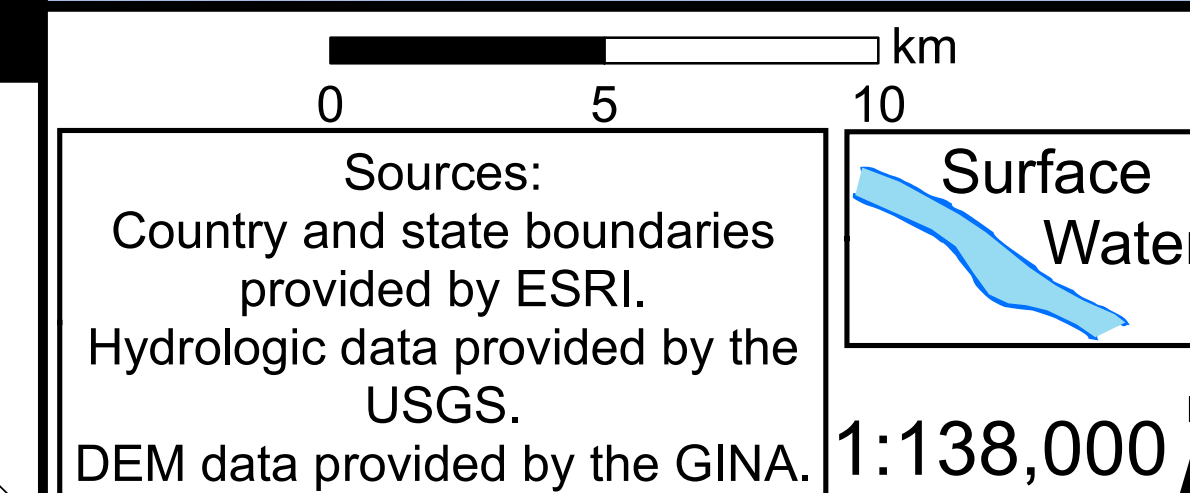 km
0 5 10
Sources:
Country and state boundaries
provided by ESRI.
Hydrologic data provided by the
USGS.
DEM data provided by the GINA.
Surface
Water
1:138,000